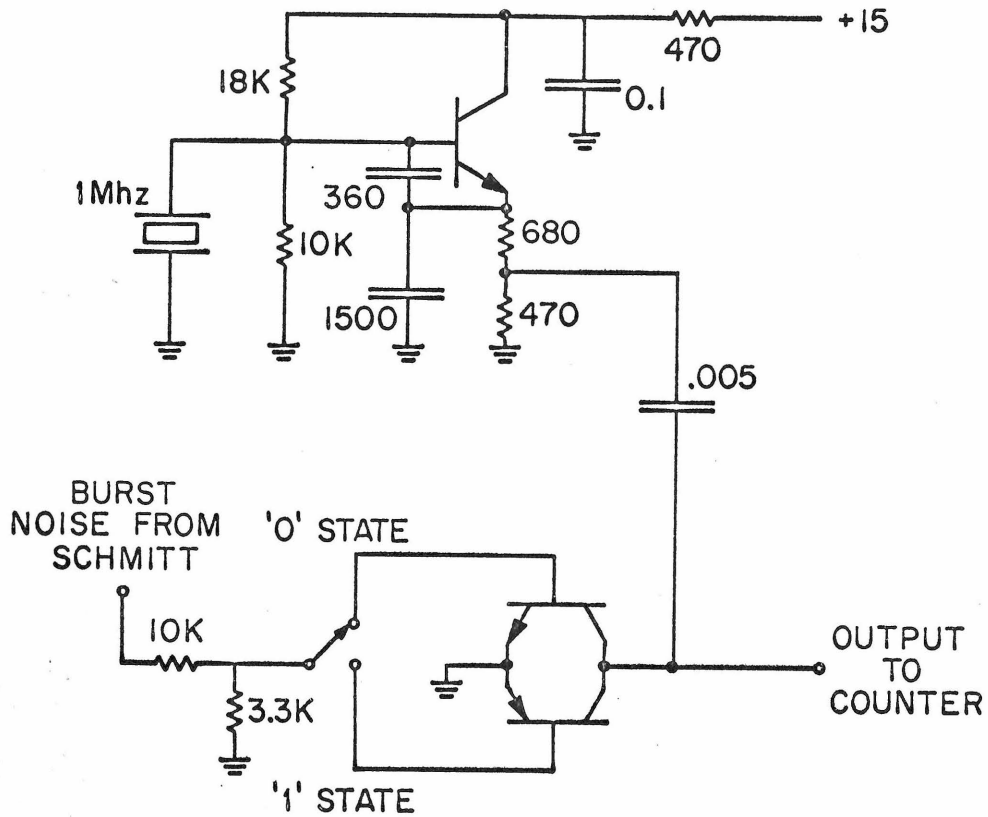 +15
470
18K
0.1
1Mhz
360
680
10K
1500
470
.005
BURST
NOISE FROM
SCHMITT
'0' STATE
10K
OUTPUT
TO
COUNTER
3.3K
'1' STATE